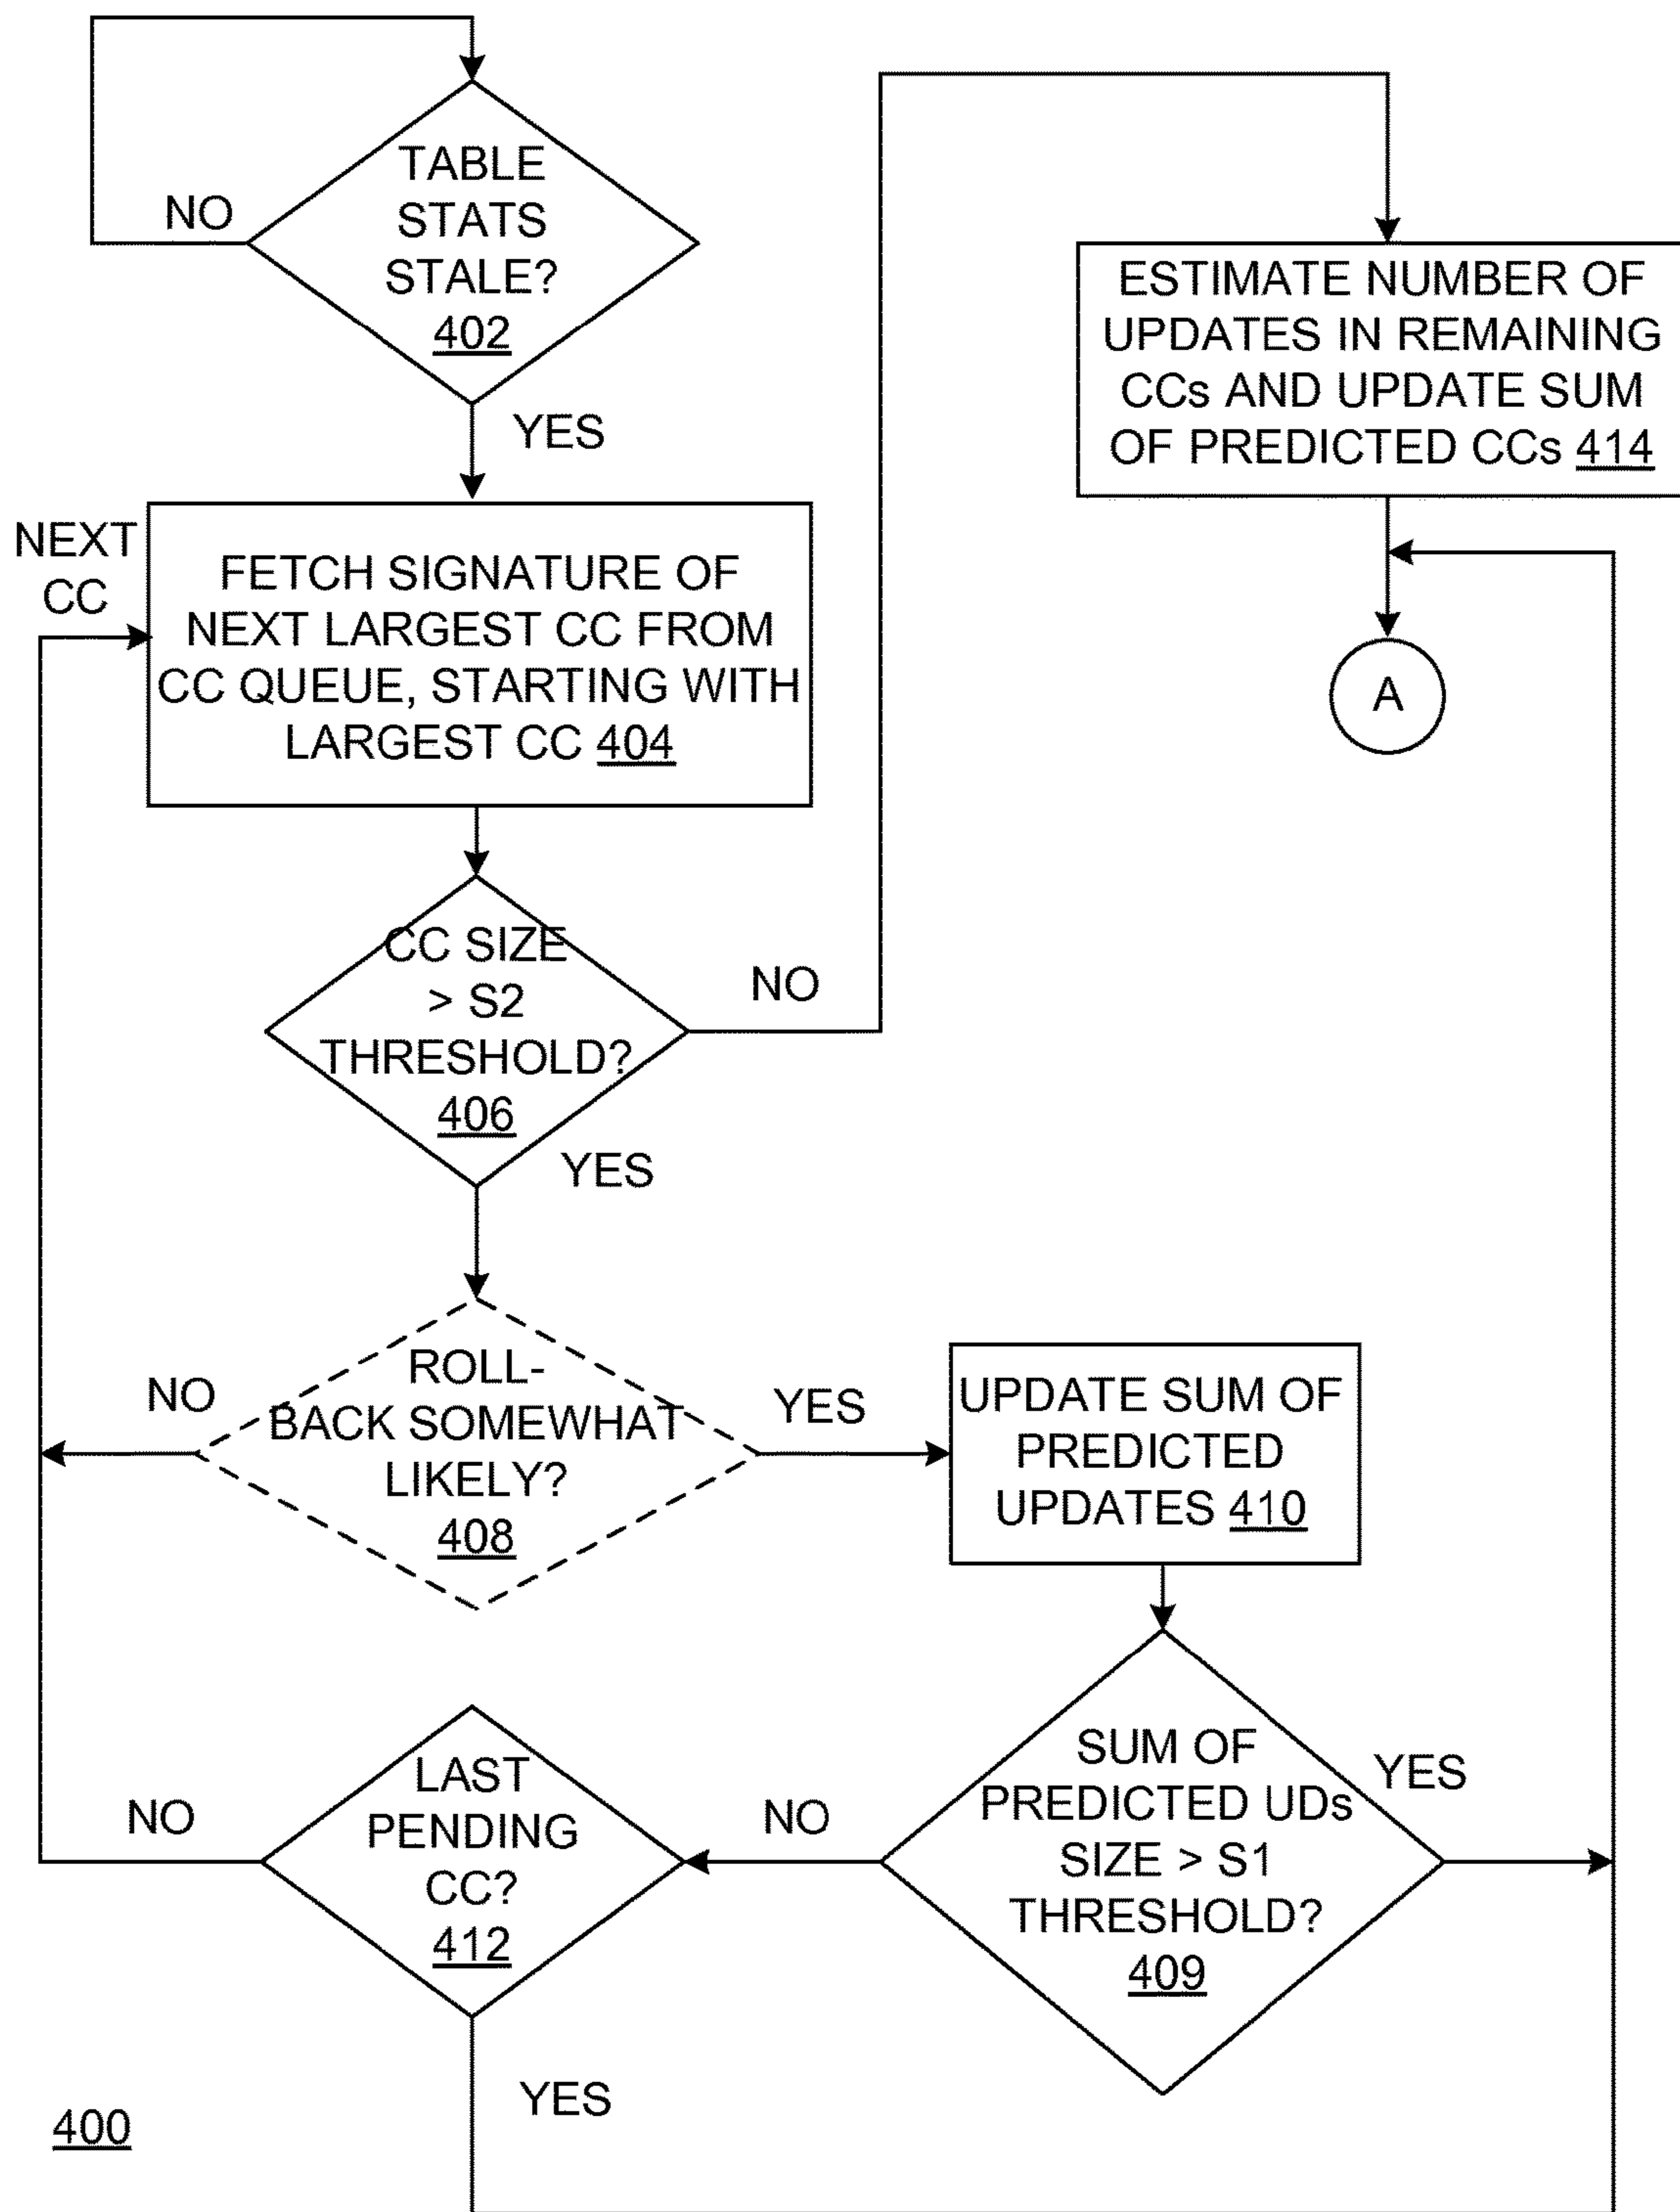 TABLE
STATS
STALE?
402
NO
YES
NEXT
CC
FETCH SIGNATURE OF
NEXT LARGEST CC FROM
CC QUEUE, STARTING WITH
LARGEST CC 404
CC SIZE
> S2
THRESHOLD?
406
NO
YES
ESTIMATE NUMBER OF
UPDATES IN REMAINING
CCs AND UPDATE SUM
OF PREDICTED CCs 414
A
ROLL-
BACK SOMEWHAT
LIKELY?
408
NO
YES
UPDATE SUM OF
PREDICTED
UPDATES 410
SUM OF
PREDICTED UDs
SIZE > S1
THRESHOLD?
409
YES
NO
LAST
PENDING
CC?
412
NO
YES
400